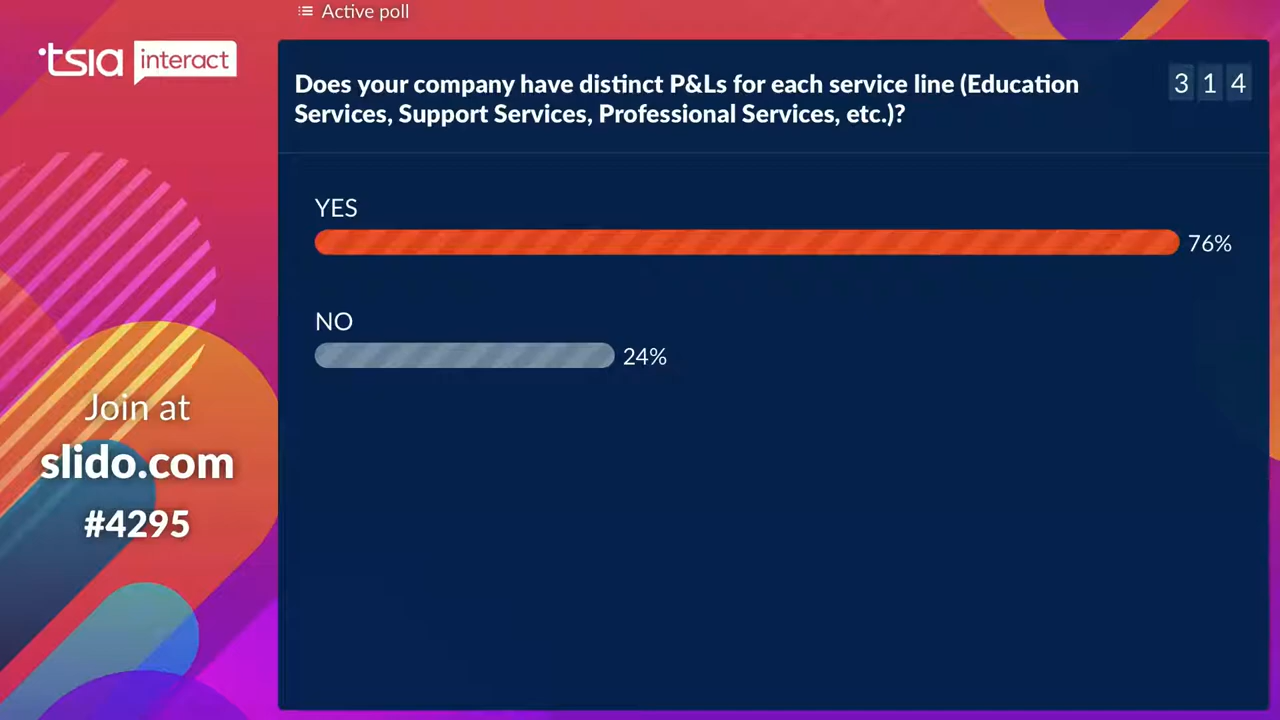 Active poll
tsia interact
Does your company have distinct P&Ls for each service line (Education
Services, Support Services, Professional Services, etc.)?
3 1 4
YES
76%
NO
24%
Join at
slido.com
#4295